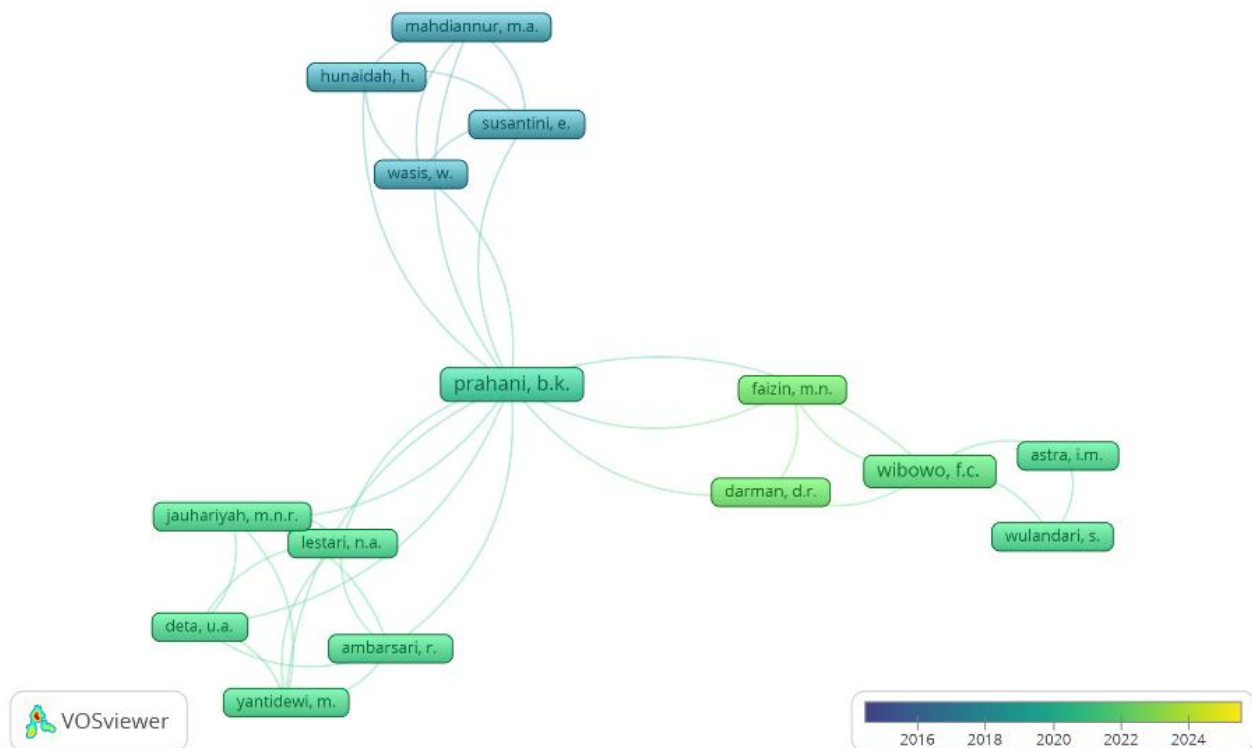 mahdiannur, m.a.
hunaidah, h.
susantini, e.
wasis, w.
prahani, b.k.
faizin, m.n.
astra, i.m.
wibowo, f.c.
darman, d.r.
jauhariyah, m.n.r.
wulandari, s.
lestari, n.a.
deta, u.a.
ambarsari, r.
yantidewi, m.
VOSviewer
2016 2018 2020 2022 2024